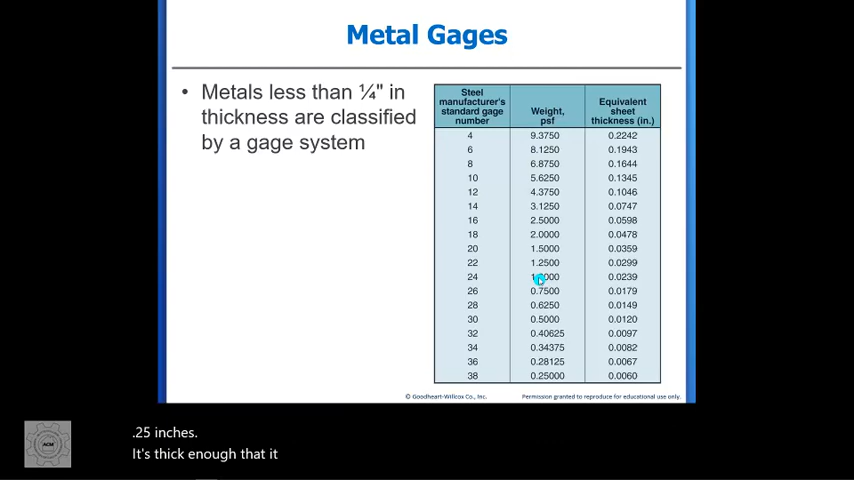 Metal Gages
• Metals less than ¼" in
thickness are classified
by a gage system
Steel
manufacturer's
standard gage
number
Weight,
psf
Equivalent
sheet
thickness (in.)
4 9.3750 0.2242
6 8.1250 0.1943
8 6.8750 0.1644
10 5.6250 0.1345
12 4.3750 0.1046
14 3.1250 0.0747
16 2.5000 0.0598
18 2.0000 0.0478
20 1.5000 0.0359
22 1.2500 0.0299
24 0.0239
26 0.7500 0.0179
28 0.6250 0.0149
30 0.5000 0.0120
32 0.40625 0.0097
34 0.34375 0.0082
36 0.28125 0.0067
38 0.25000 0.0060
© Goodheart-Willcox Co., Inc. Permission granted to reproduce for educational use only.
ACM
.25 inches.
It's thick enough that it